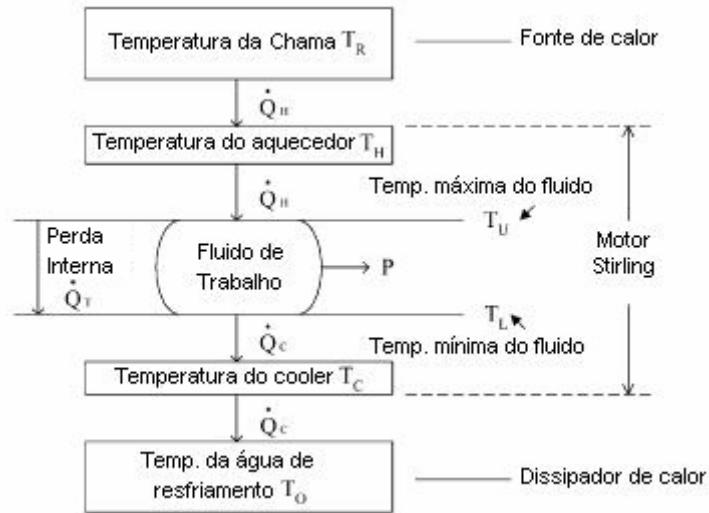 Temperatura da Chama T_R
Fonte de calor
Q̇_H
Temperatura do aquecedor T_H
Q̇_H
Temp. máxima do fluido
T_U
Perda
Interna
Q̇_T
Fluido de
Trabalho
P
Motor
Stirling
T_L
Q̇_C
Temp. mínima do fluido
Temperatura do cooler T_C
Q̇_C
Temp. da água de
resfriamento T_O
Dissipador de calor